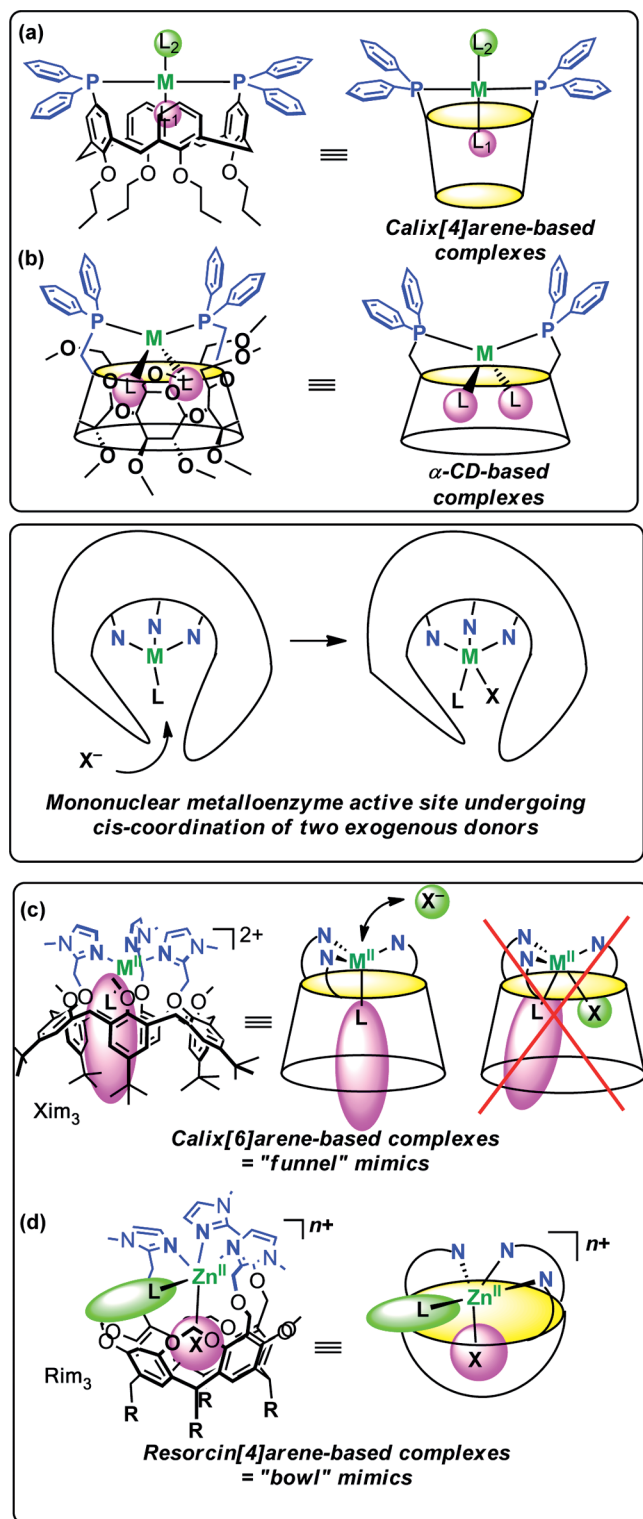 (a)
L2
L2
P
M
P
P
M
P
L1
L1
O
O
O
O
≡
Calix[4]arene-based
complexes
(b)
P
M
P
P
M
P
O
O
O
O
O
L
L
O
O
O
O
O
O
≡
L
L
α-CD-based
complexes
N
N
N
M
L
X–
N
N
N
M
L
X
Mononuclear metalloenzyme active site undergoing
cis-coordination of two exogenous donors
(c)
2+
X–
N
N
N
N
N
N
MII
L
O
O
O
O
O
O
≡
N
N
N
MII
L
N
N
N
MII
L
X
Xim3
Calix[6]arene-based complexes
= "funnel" mimics
(d)
n+
n+
N
N
N
N
N
N
ZnII
L
X
O
O
O
O
O
O
O
O
≡
N
N
N
ZnII
L
X
Rim3
R
R
R
R
Resorcin[4]arene-based complexes
= "bowl" mimics